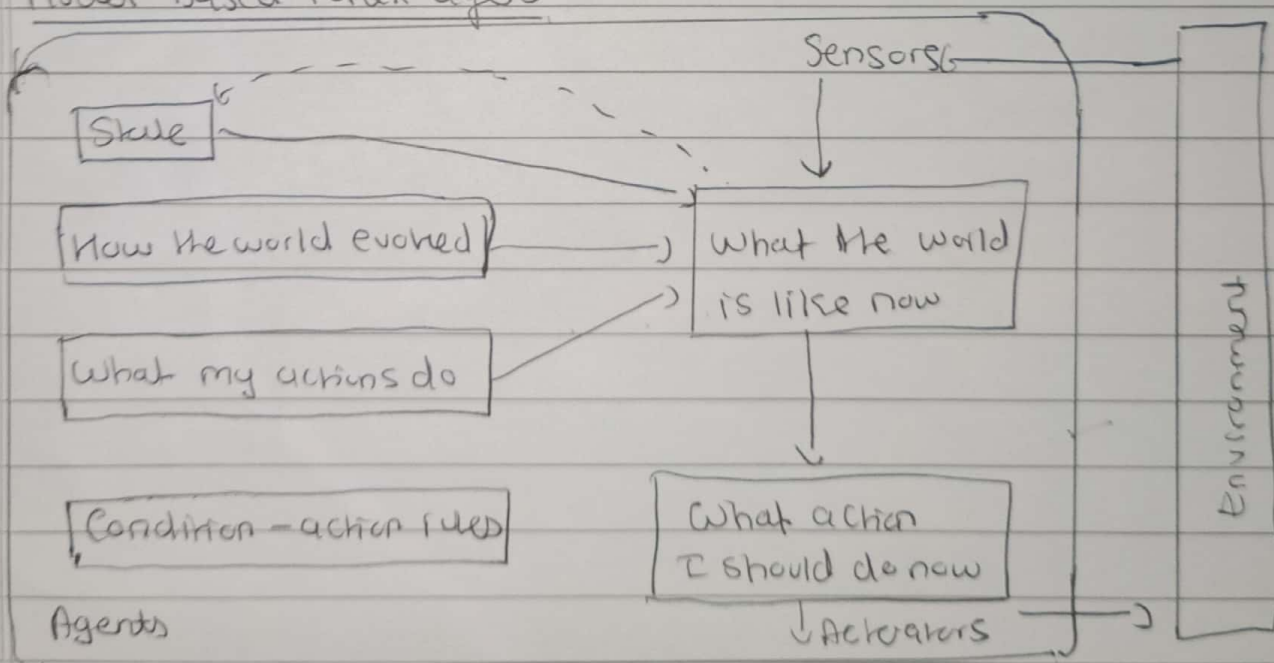 Sensors
State
How the world evolved
What the world
is like now
What my actions do
Environment
Condition-action rules
What action
I should do now
Agents
Actuators